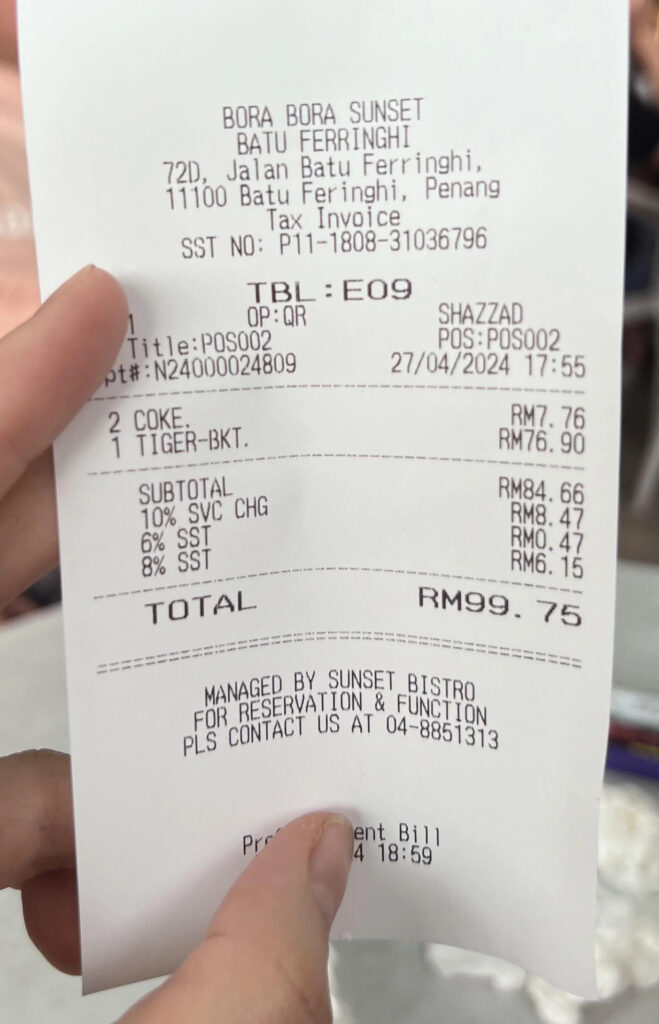 BORA BORA SUNSET
BATU FERRINGHI
72D, Jalan Batu Ferringhi,
11100 Batu Feringhi, Penang
Tax Invoice
SST NO: P11-1808-31036796
TBL:E09
1 OP:QR SHAZZAD
Title:POS002 POS:POS002
pt#:N24000024809 27/04/2024 17:55
2 COKE. RM7.76
1 TIGER-BKT. RM76.90
SUBTOTAL RM84.66
10% SVC CHG RM8.47
6% SST RM0.47
8% SST RM6.15
TOTAL RM99.75
MANAGED BY SUNSET BISTRO
FOR RESERVATION & FUNCTION
PLS CONTACT US AT 04-8851313
ent Bill
4 18:59